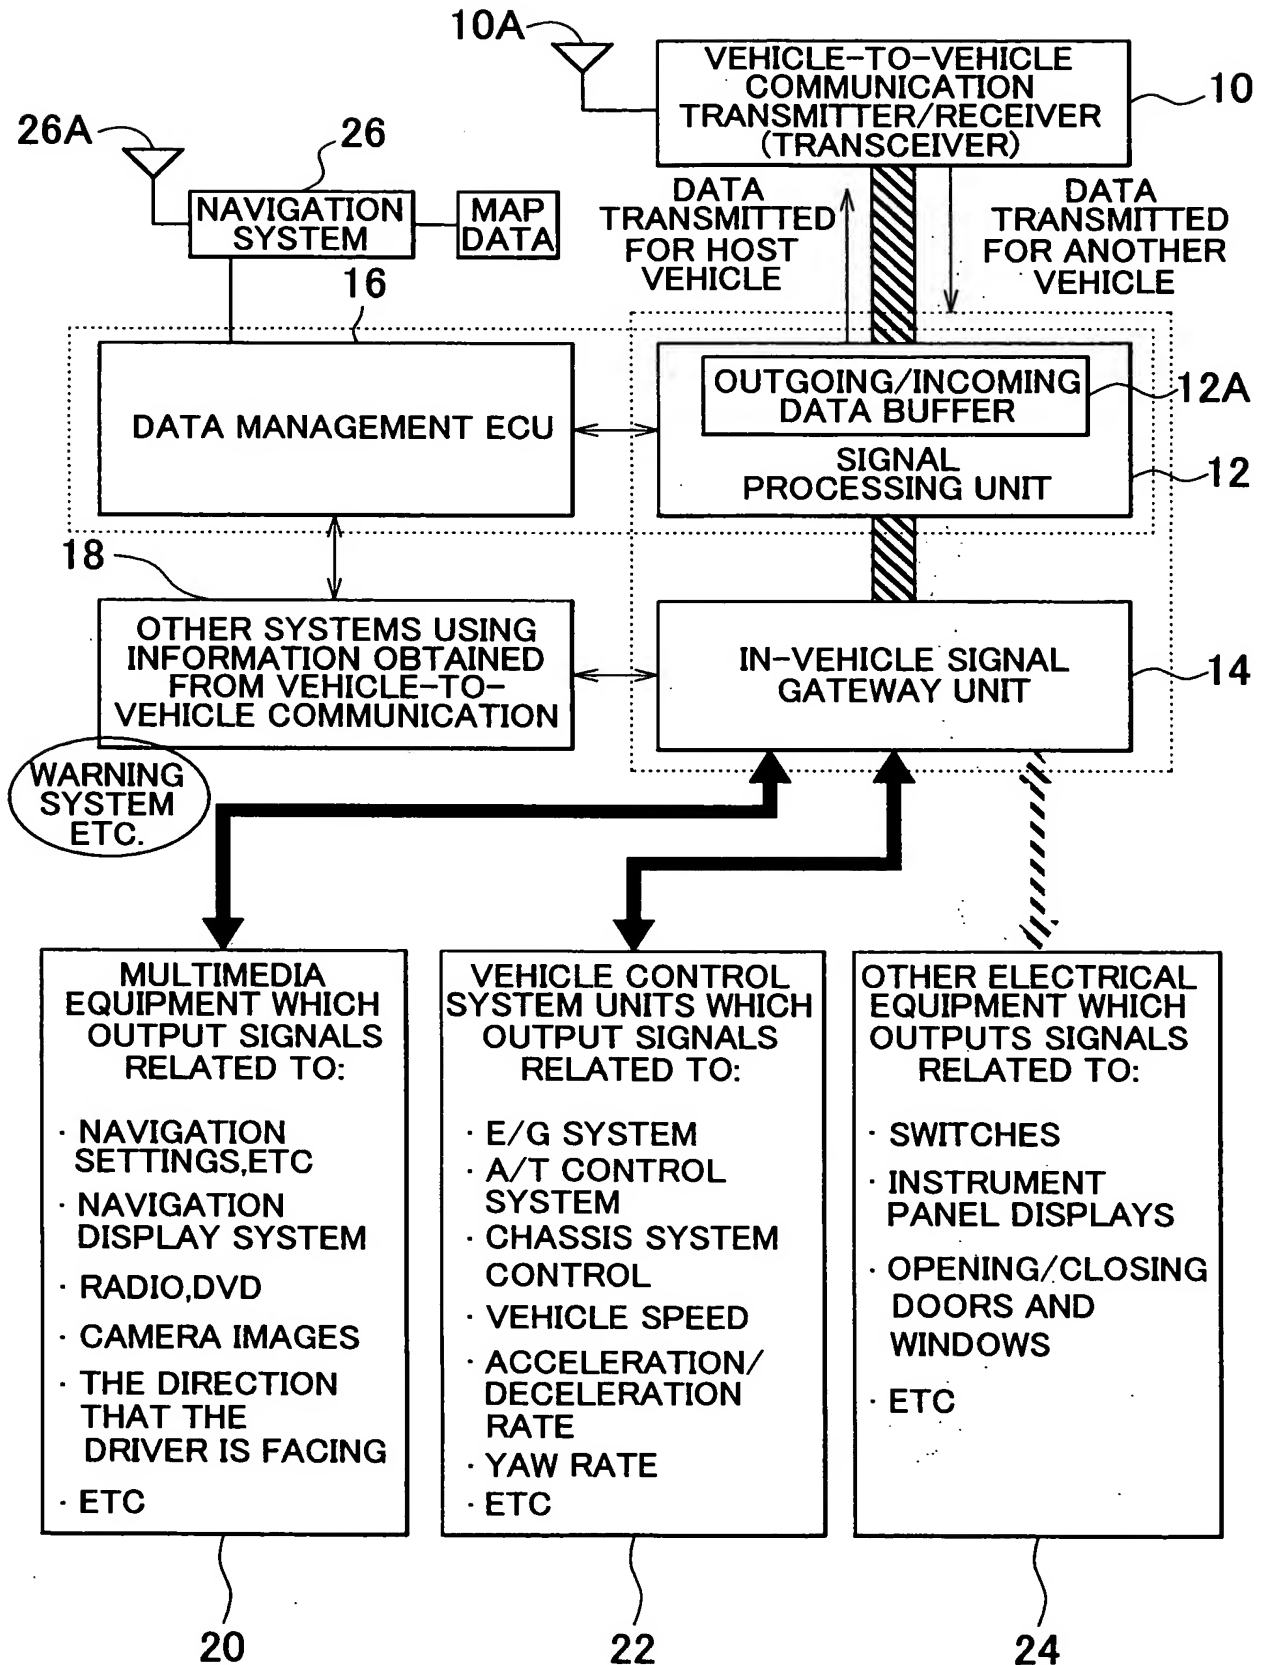 10A
VEHICLE-TO-VEHICLE
COMMUNICATION
TRANSMITTER/RECEIVER
(TRANSCEIVER)
10
26A
26
NAVIGATION
SYSTEM
MAP
DATA
DATA
TRANSMITTED
FOR HOST
VEHICLE
DATA
TRANSMITTED
FOR ANOTHER
VEHICLE
16
DATA MANAGEMENT ECU
OUTGOING/INCOMING
DATA BUFFER
12A
SIGNAL
PROCESSING UNIT
12
18
OTHER SYSTEMS USING
INFORMATION OBTAINED
FROM VEHICLE-TO-
VEHICLE COMMUNICATION
IN-VEHICLE SIGNAL
GATEWAY UNIT
14
WARNING
SYSTEM
ETC.
MULTIMEDIA
EQUIPMENT WHICH
OUTPUT SIGNALS
RELATED TO:
· NAVIGATION
SETTINGS,ETC
· NAVIGATION
DISPLAY SYSTEM
· RADIO,DVD
· CAMERA IMAGES
· THE DIRECTION
THAT THE
DRIVER IS FACING
· ETC
20
VEHICLE CONTROL
SYSTEM UNITS WHICH
OUTPUT SIGNALS
RELATED TO:
· E/G SYSTEM
· A/T CONTROL
SYSTEM
· CHASSIS SYSTEM
CONTROL
· VEHICLE SPEED
· ACCELERATION/
DECELERATION
RATE
· YAW RATE
· ETC
22
OTHER ELECTRICAL
EQUIPMENT WHICH
OUTPUTS SIGNALS
RELATED TO:
· SWITCHES
· INSTRUMENT
PANEL DISPLAYS
· OPENING/CLOSING
DOORS AND
WINDOWS
· ETC
24